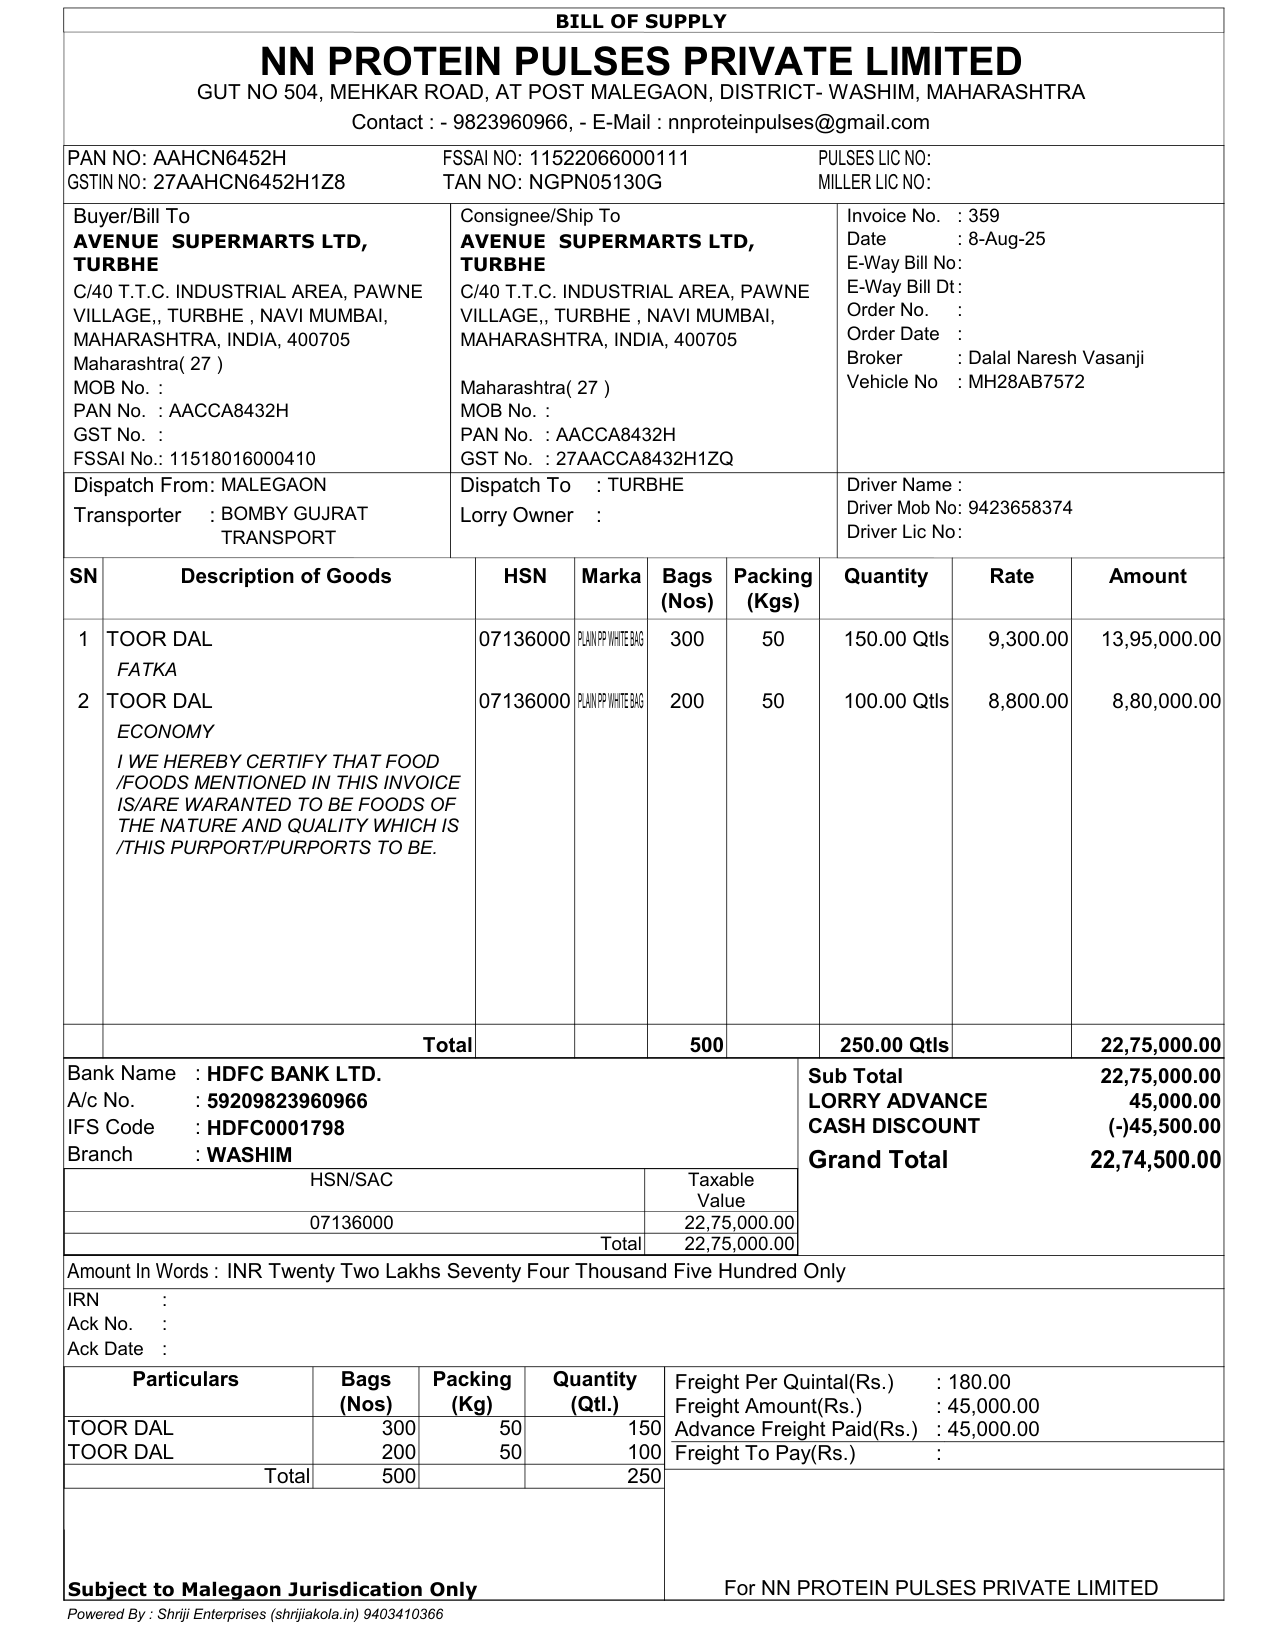 BILL OF SUPPLY
NN PROTEIN PULSES PRIVATE LIMITED
GUT NO 504, MEHKAR ROAD, AT POST MALEGAON, DISTRICT- WASHIM, MAHARASHTRA
Contact : - 9823960966, - E-Mail : nnproteinpulses@gmail.com
PAN NO: AAHCN6452H FSSAI NO: 11522066000111 PULSES LIC NO:
GSTIN NO: 27AAHCN6452H1Z8 TAN NO: NGPN05130G MILLER LIC NO:
Buyer/Bill To
AVENUE SUPERMARTS LTD,
TURBHE
C/40 T.T.C. INDUSTRIAL AREA, PAWNE
VILLAGE,, TURBHE , NAVI MUMBAI,
MAHARASHTRA, INDIA, 400705
Maharashtra( 27 )
MOB No. :
PAN No. : AACCA8432H
GST No. :
FSSAI No.: 11518016000410
Consignee/Ship To
AVENUE SUPERMARTS LTD,
TURBHE
C/40 T.T.C. INDUSTRIAL AREA, PAWNE
VILLAGE,, TURBHE , NAVI MUMBAI,
MAHARASHTRA, INDIA, 400705
Maharashtra( 27 )
MOB No. :
PAN No. : AACCA8432H
GST No. : 27AACCA8432H1ZQ
Invoice No. : 359
Date : 8-Aug-25
E-Way Bill No:
E-Way Bill Dt:
Order No. :
Order Date :
Broker : Dalal Naresh Vasanji
Vehicle No : MH28AB7572
Dispatch From: MALEGAON
Transporter : BOMBY GUJRAT
TRANSPORT
Dispatch To : TURBHE
Lorry Owner :
Driver Name :
Driver Mob No: 9423658374
Driver Lic No:
SN Description of Goods HSN Marka Bags Packing Quantity Rate Amount
(Nos) (Kgs)
1 TOOR DAL 07136000 PLAIN PP WHITE BAG 300 50 150.00 Qtls 9,300.00 13,95,000.00
FATKA
2 TOOR DAL 07136000 PLAIN PP WHITE BAG 200 50 100.00 Qtls 8,800.00 8,80,000.00
ECONOMY
I WE HEREBY CERTIFY THAT FOOD
/FOODS MENTIONED IN THIS INVOICE
IS/ARE WARANTED TO BE FOODS OF
THE NATURE AND QUALITY WHICH IS
/THIS PURPORT/PURPORTS TO BE.
Total 500 250.00 Qtls 22,75,000.00
Bank Name : HDFC BANK LTD.
A/c No. : 59209823960966
IFS Code : HDFC0001798
Branch : WASHIM
Sub Total 22,75,000.00
LORRY ADVANCE 45,000.00
CASH DISCOUNT (-)45,500.00
Grand Total 22,74,500.00
HSN/SAC Taxable
Value
07136000 22,75,000.00
Total 22,75,000.00
Amount In Words : INR Twenty Two Lakhs Seventy Four Thousand Five Hundred Only
IRN :
Ack No. :
Ack Date :
Particulars Bags Packing Quantity
(Nos) (Kg) (Qtl.)
TOOR DAL 300 50 150
TOOR DAL 200 50 100
Total 500 250
Freight Per Quintal(Rs.) : 180.00
Freight Amount(Rs.) : 45,000.00
Advance Freight Paid(Rs.) : 45,000.00
Freight To Pay(Rs.) :
Subject to Malegaon Jurisdication Only
For NN PROTEIN PULSES PRIVATE LIMITED
Powered By : Shriji Enterprises (shrijiakola.in) 9403410366